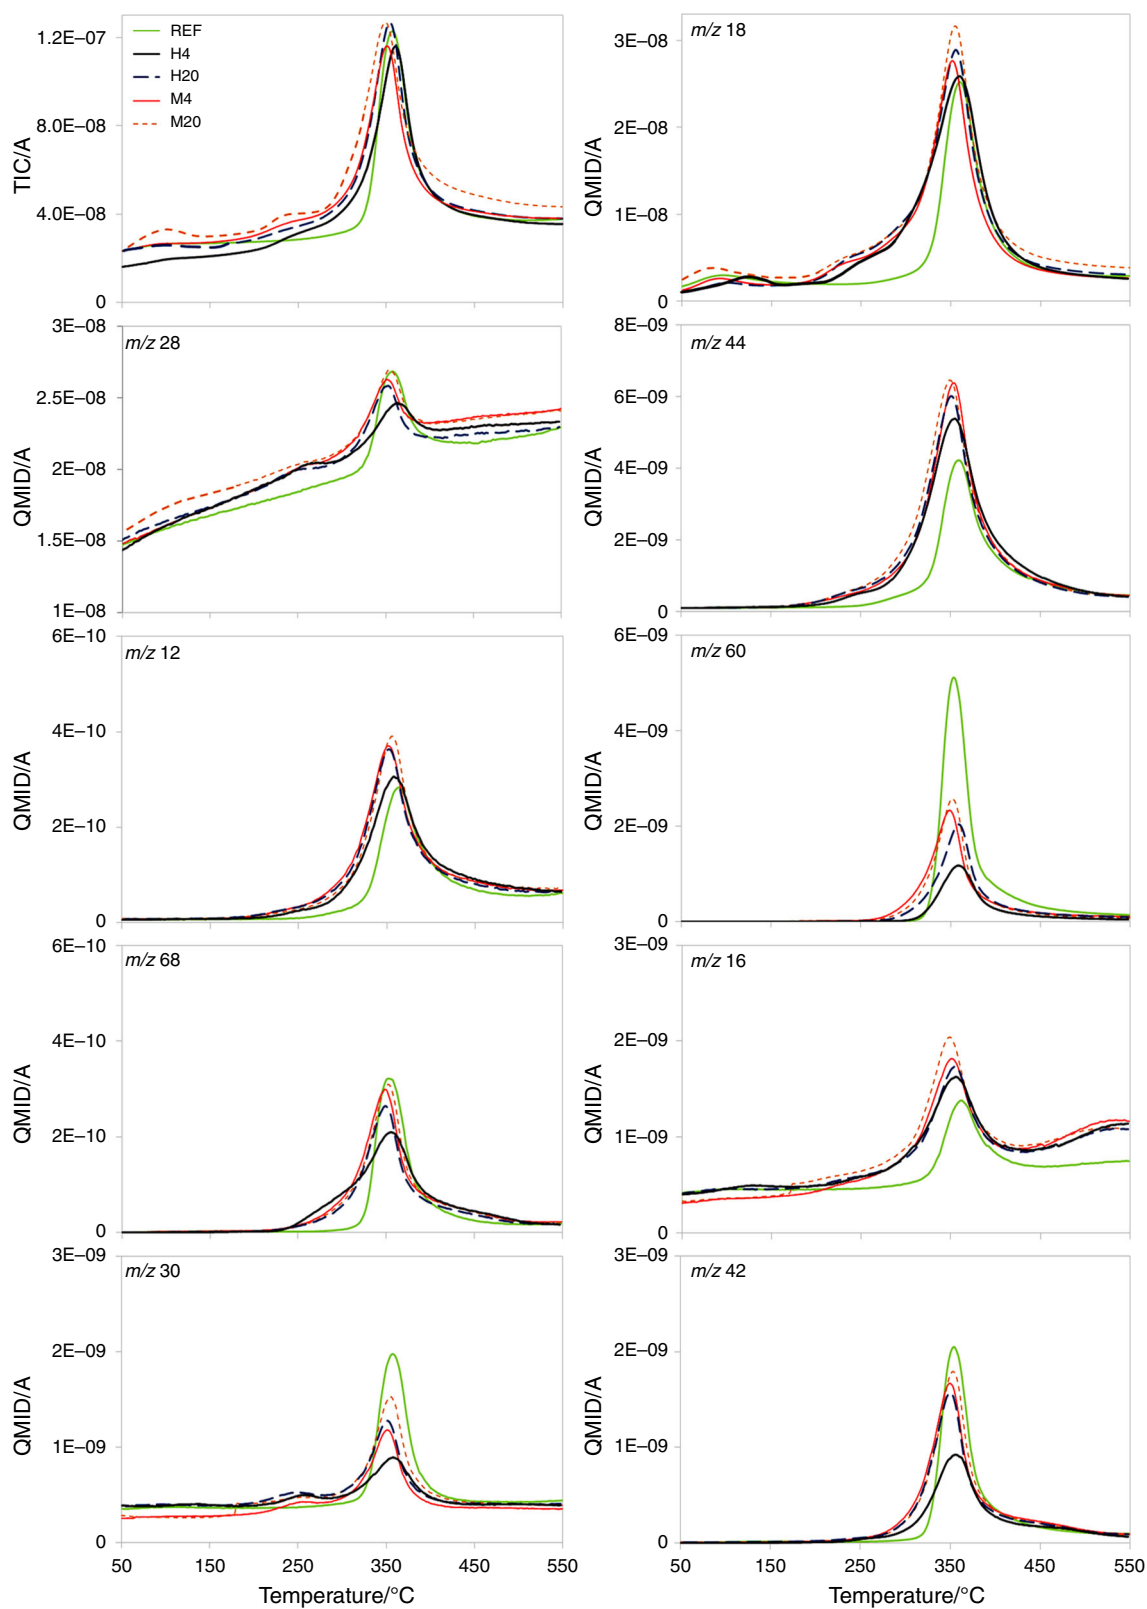 REF
H4
H20
M4
M20
1.2E–07
8.0E–08
4.0E–08
0
TIC/A
m/z 18
3E–08
2E–08
1E–08
0
QMID/A
m/z 28
3E–08
2.5E–08
2E–08
1.5E–08
1E–08
QMID/A
m/z 44
8E–09
6E–09
4E–09
2E–09
0
QMID/A
m/z 12
6E–10
4E–10
2E–10
0
QMID/A
m/z 60
6E–09
4E–09
2E–09
0
QMID/A
m/z 68
6E–10
4E–10
2E–10
0
QMID/A
m/z 16
3E–09
2E–09
1E–09
0
QMID/A
m/z 30
3E–09
2E–09
1E–09
0
QMID/A
50 150 250 350 450 550
Temperature/°C
m/z 42
3E–09
2E–09
1E–09
0
QMID/A
50 150 250 350 450 550
Temperature/°C